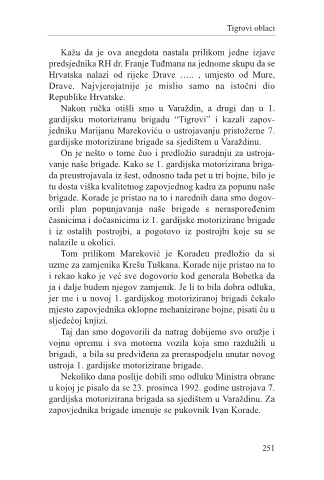 Tigrovi oblaci
Kažu da je ova anegdota nastala prilikom jedne izjave
predsjednika RH dr. Franje Tuđmana na jednome skupu da se
Hrvatska nalazi od rijeke Drave ….. , umjesto od Mure,
Drave. Najvjerojatnije je mislio samo na istočni dio
Republike Hrvatske.
Nakon ručka otišli smo u Varaždin, a drugi dan u 1.
gardijsku motoriziranu brigadu “Tigrovi” i kazali zapov-
jedniku Marijanu Marekoviću o ustrojavanju pristožerne 7.
gardijske motorizirane brigade sa sjedištem u Varaždinu.
On je nešto o tome čuo i predložio suradnju za ustroja-
vanje naše brigade. Kako se 1. gardijska motorizirana briga-
da preustrojavala iz šest, odnosno tada pet u tri bojne, bilo je
tu dosta viška kvalitetnog zapovjednog kadra za popunu naše
brigade. Korade je pristao na to i narednih dana smo dogov-
orili plan popunjavanja naše brigade s neraspoređenim
časnicima i dočasnicima iz 1. gardijske motorizirane brigade
i iz ostalih postrojbi, a pogotovo iz postrojbi koje su se
nalazile u okolici.
Tom prilikom Mareković je Koradeu predložio da si
uzme za zamjenika Krešu Tuškana. Korade nije pristao na to
i rekao kako je već sve dogovorio kod generala Bobetka da
ja i dalje budem njegov zamjenik. Je li to bila dobra odluka,
jer me i u novoj 1. gardijskog motoriziranoj brigadi čekalo
mjesto zapovjednika oklopne mehanizirane bojne, pisati ću u
sljedećoj knjizi.
Taj dan smo dogovorili da natrag dobijemo svo oružje i
vojnu opremu i sva motorna vozila koja smo razdužili u
brigadi,  a bila su predviđena za preraspodjelu unutar novog
ustroja 1. gardijske motorizirane brigade.
Nekoliko dana poslije dobili smo odluku Ministra obrane
u kojoj je pisalo da se 23. prosinca 1992. godine ustrojava 7.
gardijska motorizirana brigada sa sjedištem u Varaždinu. Za
zapovjednika brigade imenuje se pukovnik Ivan Korade.
251